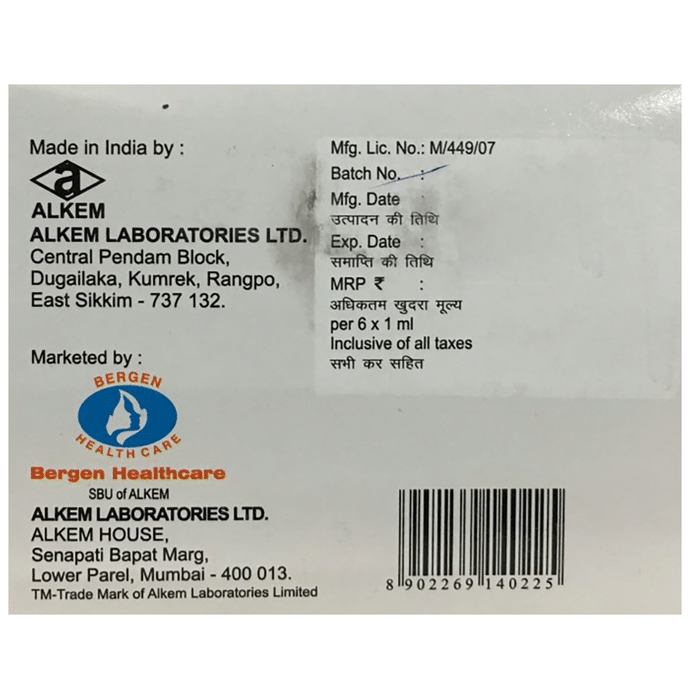 Made in India by :
a
ALKEM
ALKEM LABORATORIES LTD.
Central Pendam Block,
Dugailaka, Kumrek, Rangpo,
East Sikkim - 737 132.
Marketed by :
BERGEN
HEALTH CARE
Bergen Healthcare
SBU of ALKEM
ALKEM LABORATORIES LTD.
ALKEM HOUSE,
Senapati Bapat Marg,
Lower Parel, Mumbai - 400 013.
TM-Trade Mark of Alkem Laboratories Limited
Mfg. Lic. No.: M/449/07
Batch No. :
Mfg. Date :
उत्पादन की तिथि
Exp. Date :
समाप्ति की तिथि
MRP ₹ :
अधिकतम खुदरा मूल्य
per 6 x 1 ml
Inclusive of all taxes
सभी कर सहित
8 902269 140225